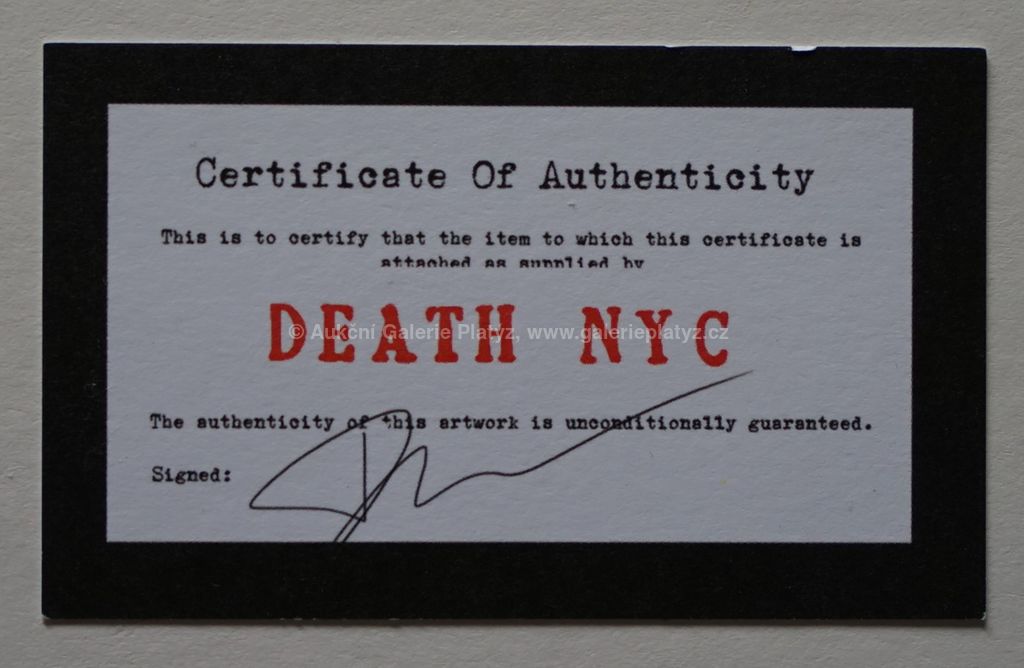 Certificate Of Authenticity
This is to certify that the item to which this certificate is
attached as supplied by
DEATH NYC
© Aukční Galerie Platýz, www.galerieplatyz.cz
The authenticity of this artwork is unconditionally guaranteed.
Signed: